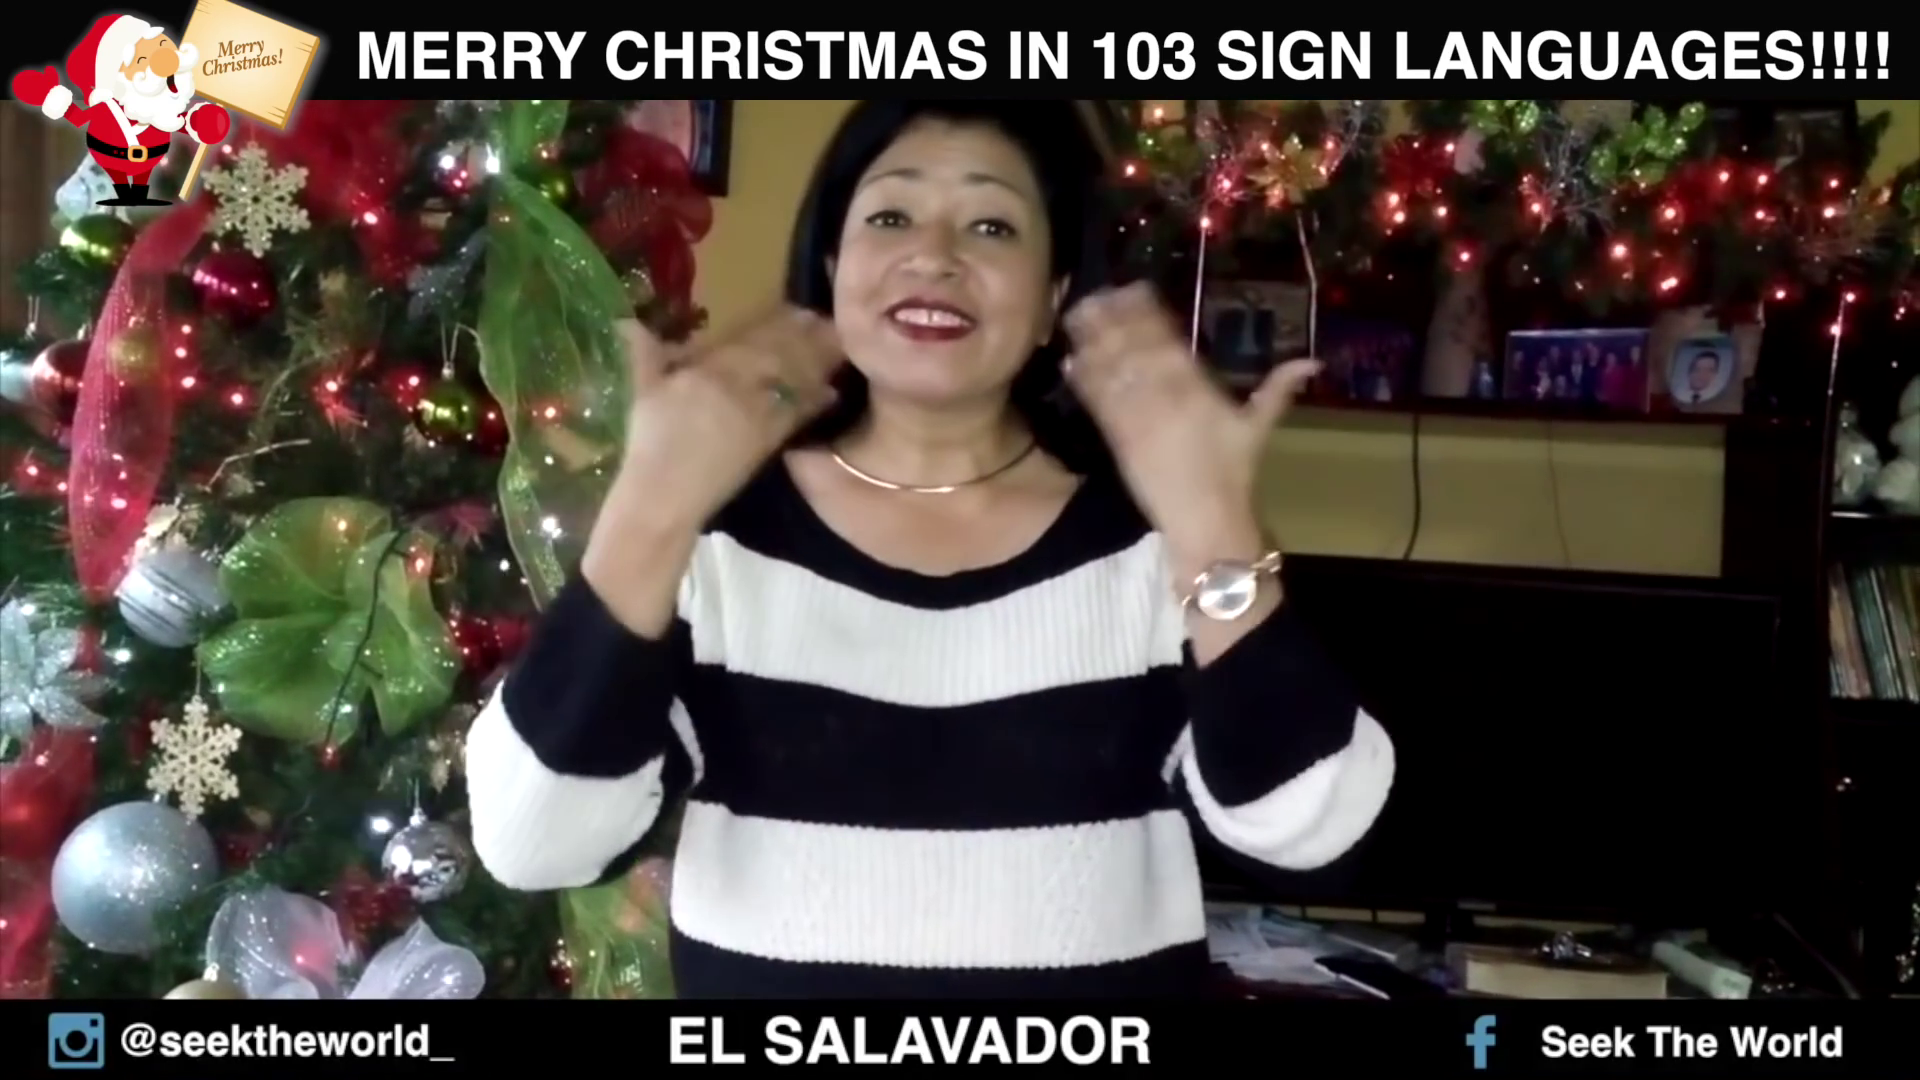 Merry
Christmas!
MERRY CHRISTMAS IN 103 SIGN LANGUAGES!!!!
@seektheworld_
EL SALAVADOR
Seek The World